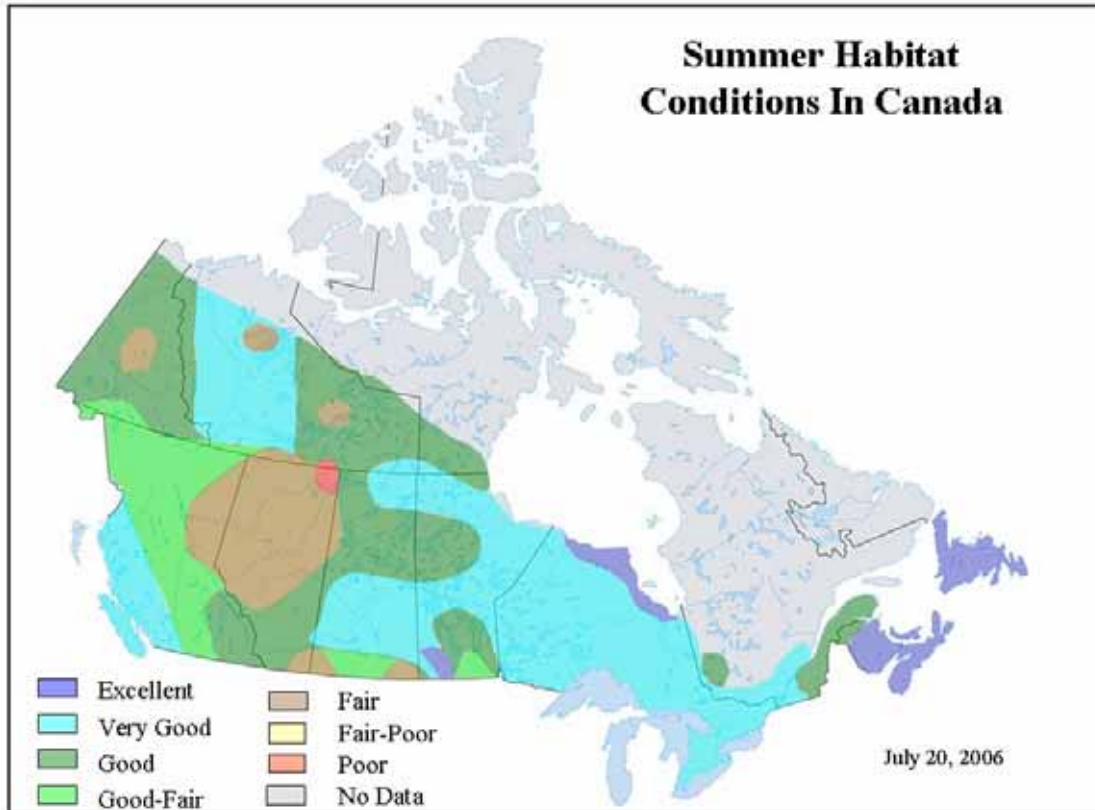 Summer Habitat
Conditions In Canada
Excellent
Very Good
Good
Good-Fair
Fair
Fair-Poor
Poor
No Data
July 20, 2006